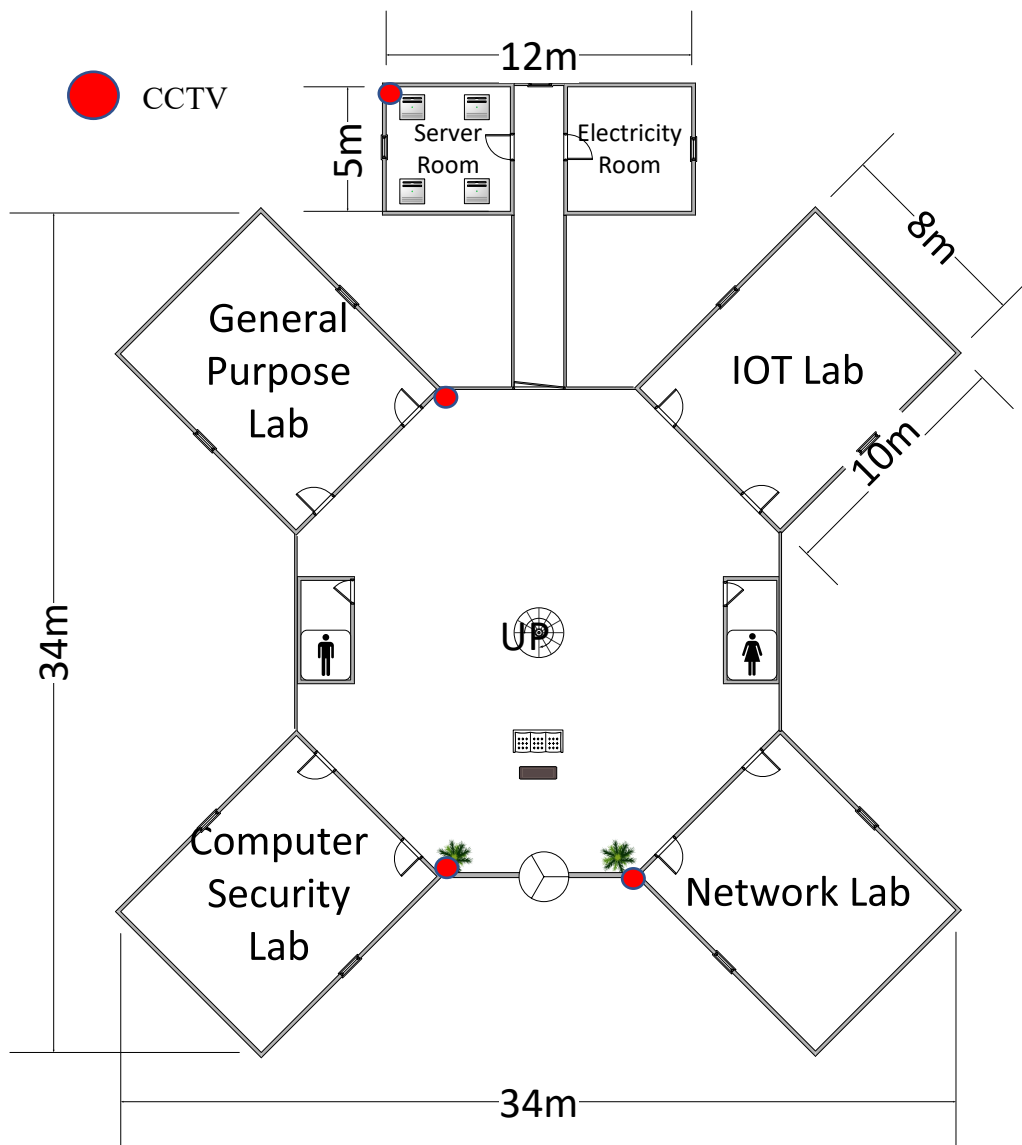 12m
CCTV
5m
Server
Room
Electricity
Room
8m
General
Purpose
Lab
IOT Lab
10m
34m
UP
Computer
Security
Lab
Network Lab
34m